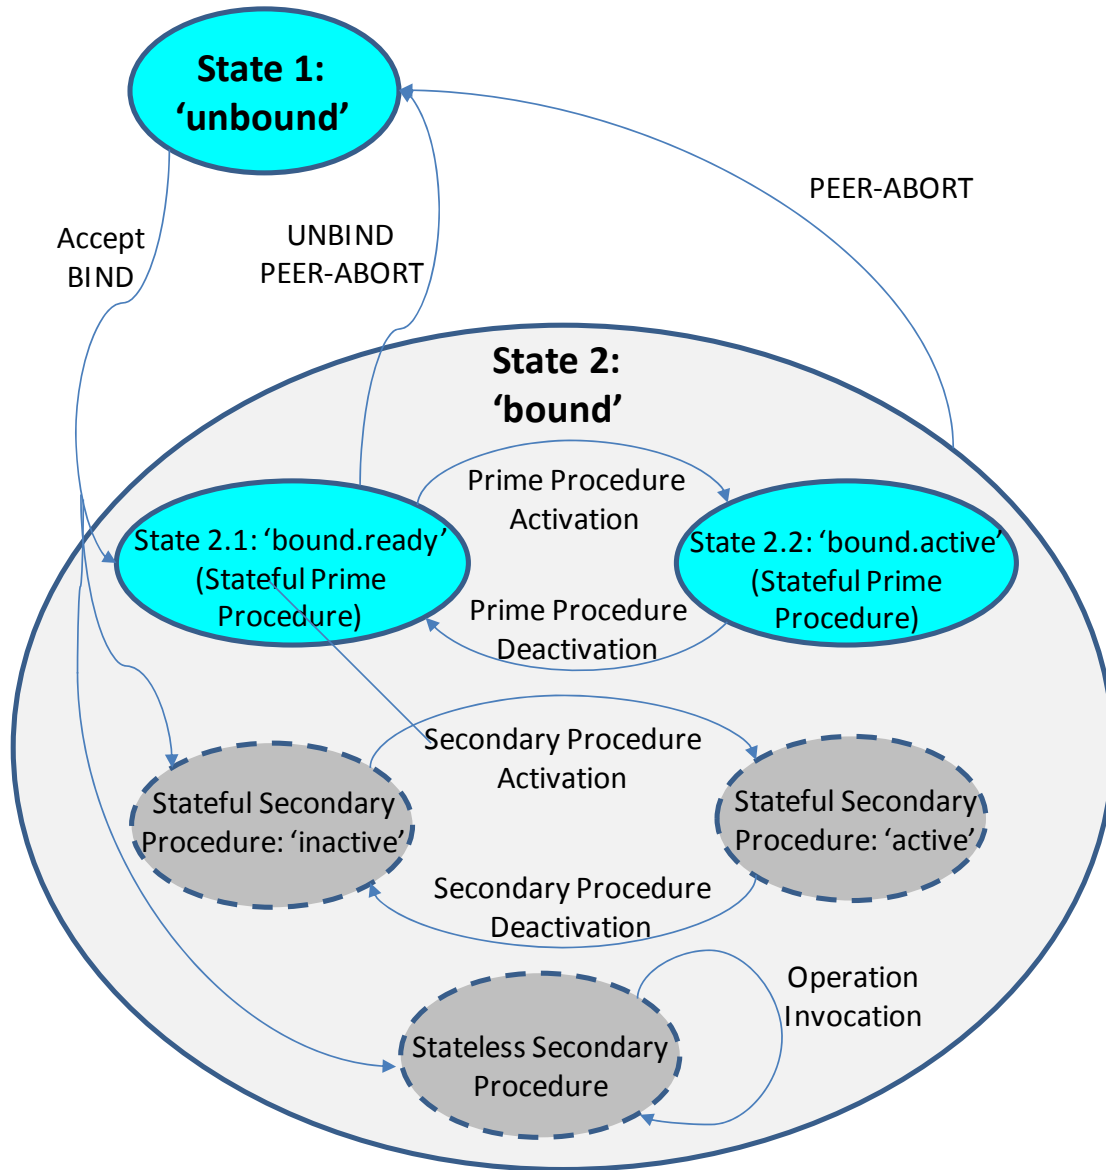 State 1:
‘unbound’
PEER-ABORT
Accept
BIND
UNBIND
PEER-ABORT
State 2:
‘bound’
Prime Procedure
Activation
State 2.1: ‘bound.ready’
(Stateful Prime
Procedure)
State 2.2: ‘bound.active’
(Stateful Prime
Procedure)
Prime Procedure
Deactivation
Secondary Procedure
Activation
Stateful Secondary
Procedure: ‘inactive’
Stateful Secondary
Procedure: ‘active’
Secondary Procedure
Deactivation
Operation
Invocation
Stateless Secondary
Procedure